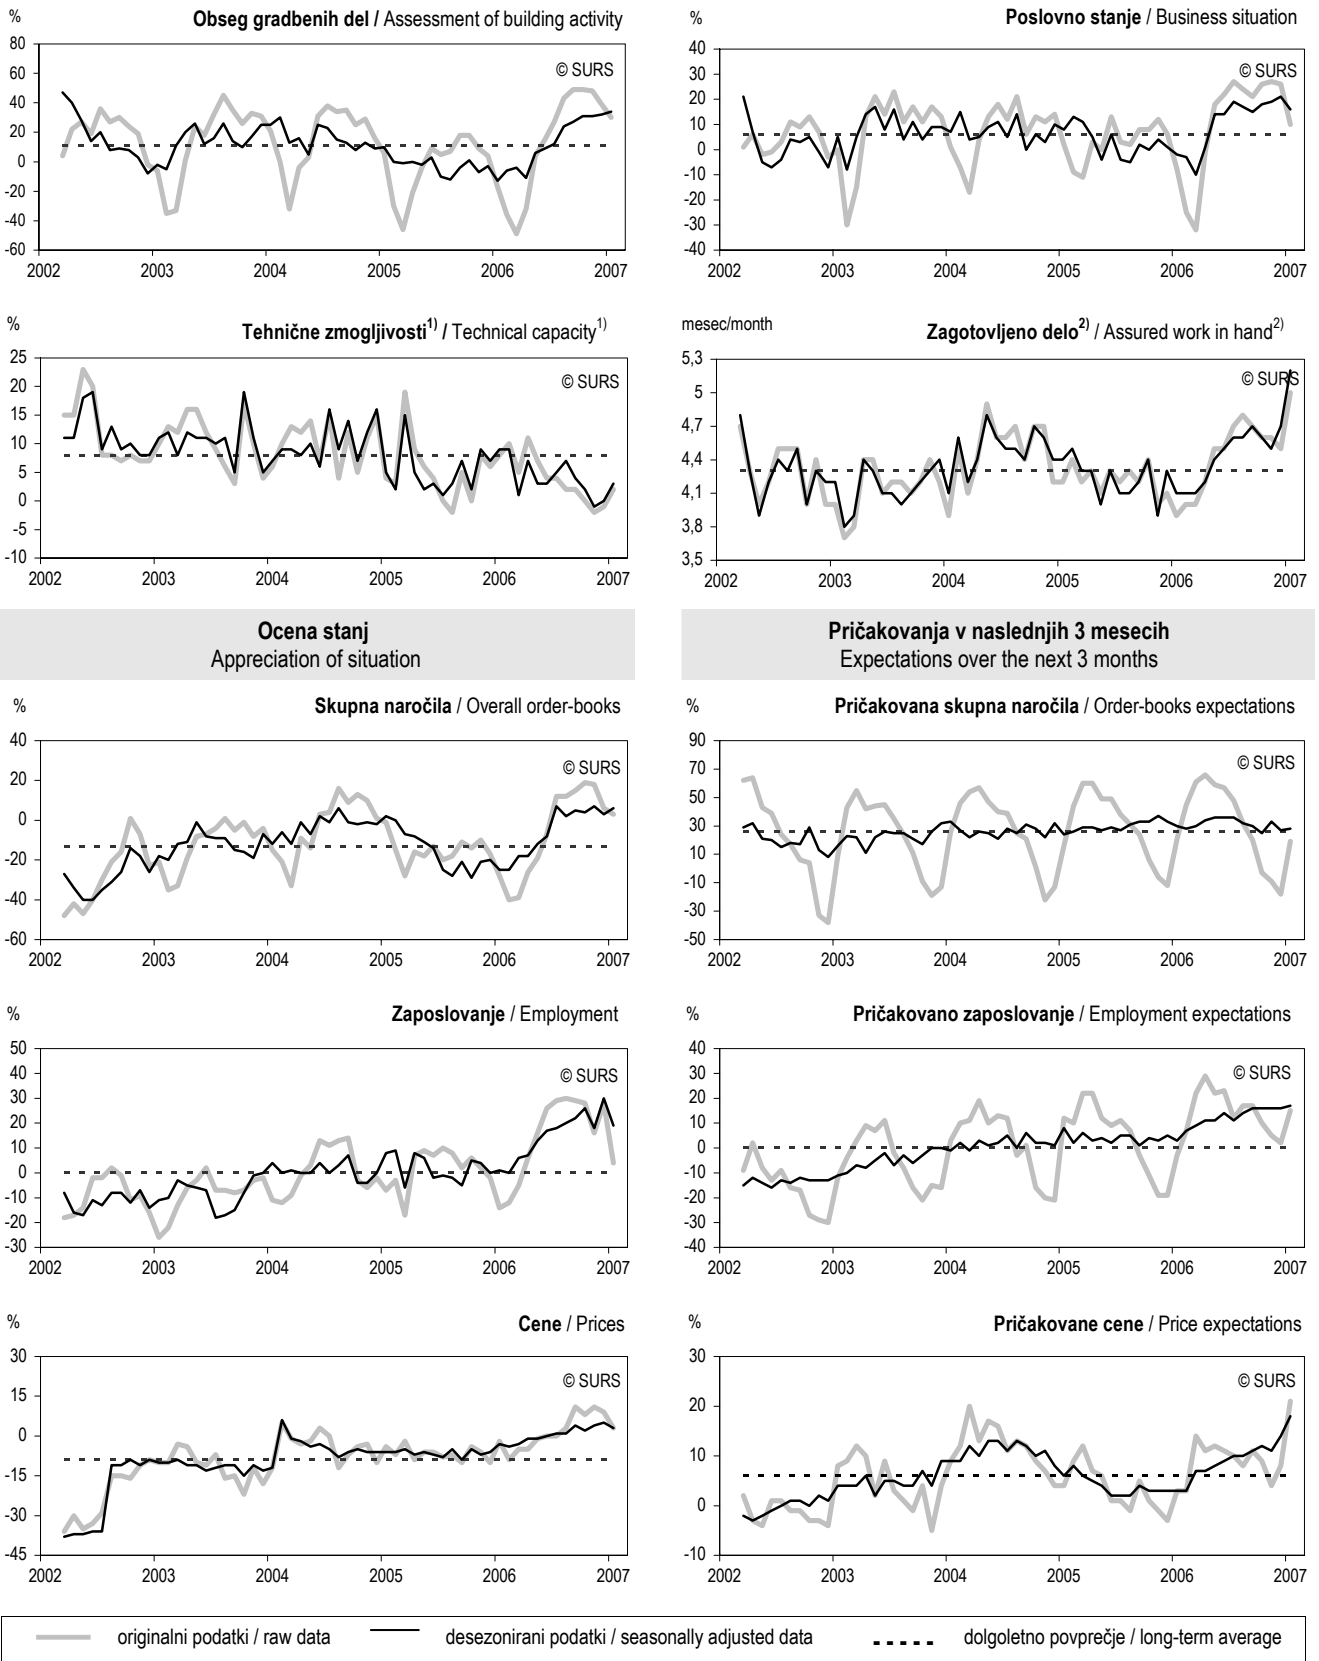 %
Obseg gradbenih del / Assessment of building activity
© SURS
80
60
40
20
0
-20
-40
-60
2002 2003 2004 2005 2006 2007
%
Poslovno stanje / Business situation
© SURS
40
30
20
10
0
-10
-20
-30
-40
2002 2003 2004 2005 2006 2007
%
Tehnične zmogljivosti1) / Technical capacity1)
© SURS
25
20
15
10
5
0
-5
-10
2002 2003 2004 2005 2006 2007
mesec/month
Zagotovljeno delo2) / Assured work in hand2)
© SURS
5,3
5
4,7
4,4
4,1
3,8
3,5
2002 2003 2004 2005 2006 2007
Ocena stanj
Appreciation of situation
Pričakovanja v naslednjih 3 mesecih
Expectations over the next 3 months
%
Skupna naročila / Overall order-books
© SURS
40
20
0
-20
-40
-60
2002 2003 2004 2005 2006 2007
%
Pričakovana skupna naročila / Order-books expectations
© SURS
90
70
50
30
10
-10
-30
-50
2002 2003 2004 2005 2006 2007
%
Zaposlovanje / Employment
© SURS
50
40
30
20
10
0
-10
-20
-30
2002 2003 2004 2005 2006 2007
%
Pričakovano zaposlovanje / Employment expectations
© SURS
40
30
20
10
0
-10
-20
-30
-40
2002 2003 2004 2005 2006 2007
%
Cene / Prices
© SURS
30
15
0
-15
-30
-45
2002 2003 2004 2005 2006 2007
%
Pričakovane cene / Price expectations
© SURS
30
20
10
0
-10
2002 2003 2004 2005 2006 2007
originalni podatki / raw data
desezonirani podatki / seasonally adjusted data
dolgoletno povprečje / long-term average